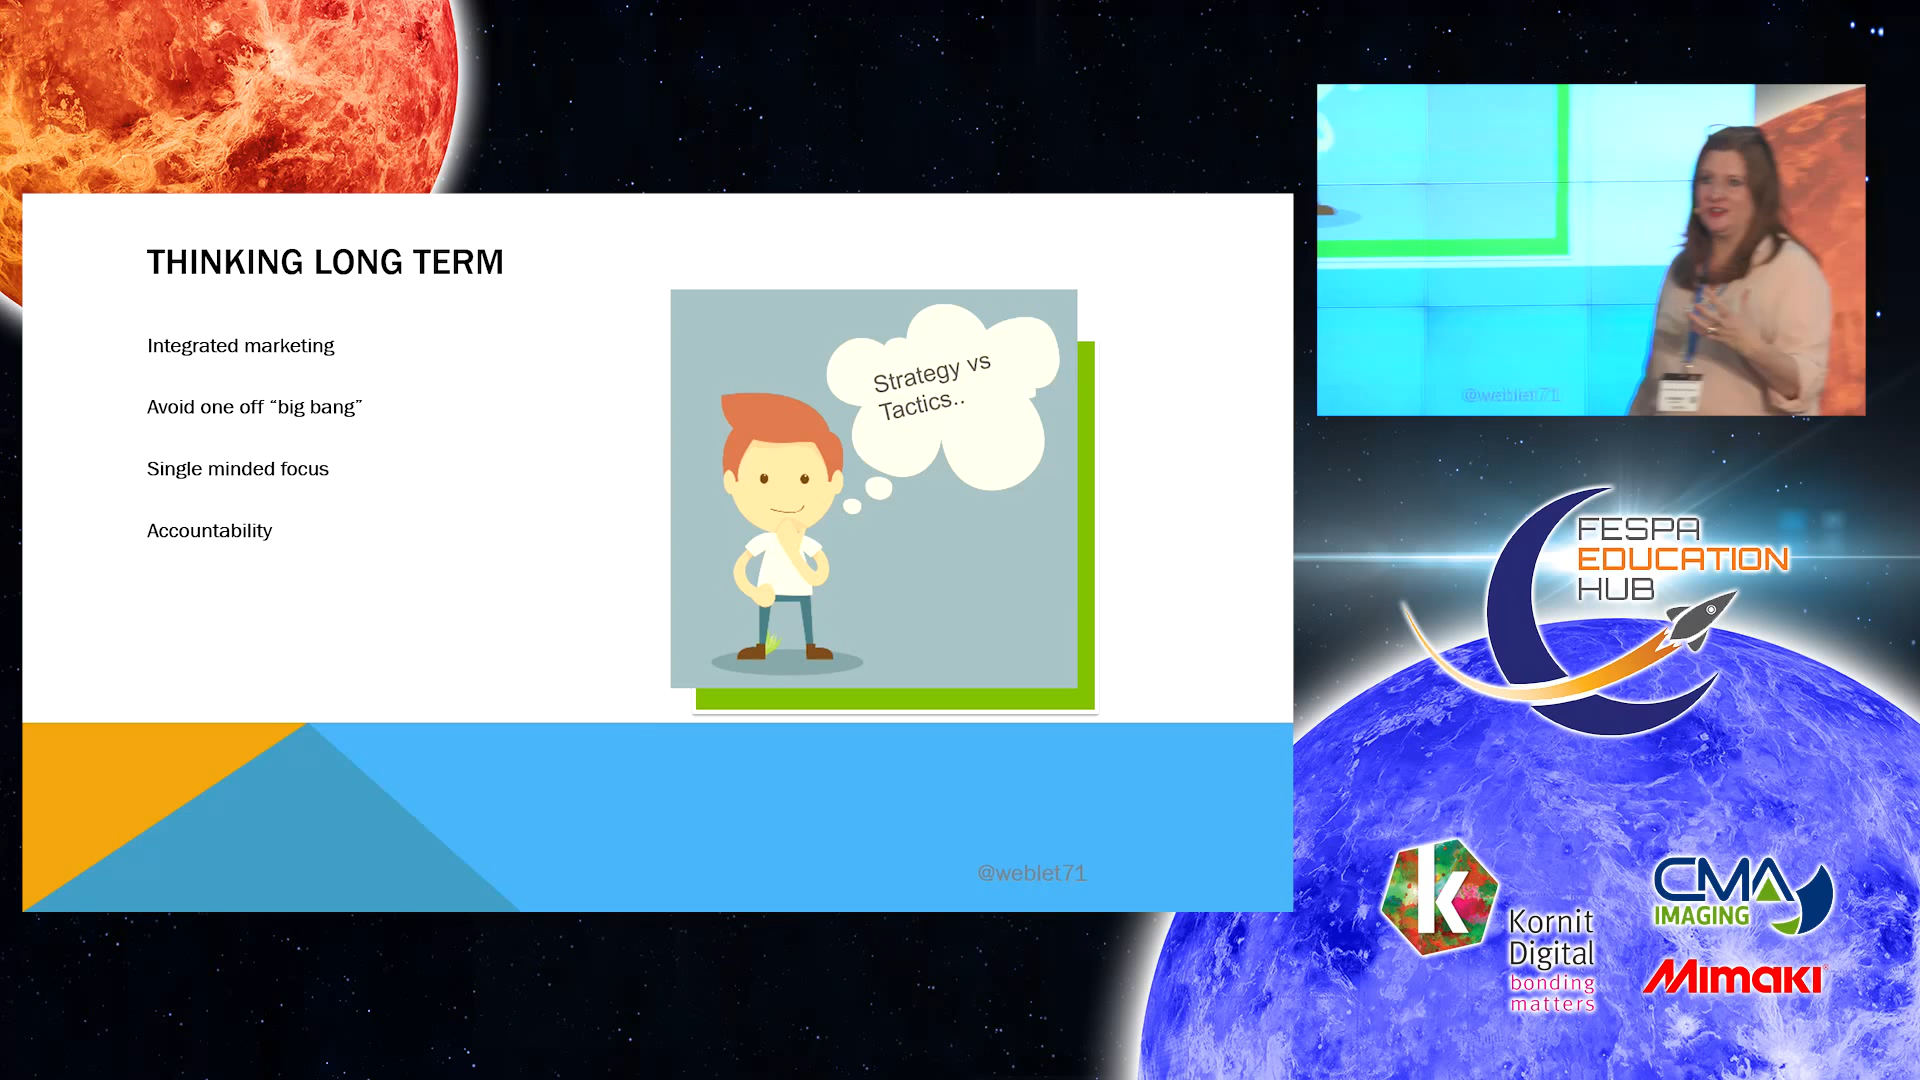 THINKING LONG TERM
Integrated marketing
Avoid one off “big bang”
Single minded focus
Accountability
Strategy vs
Tactics..
@weblet71
@weblet71
FESPA
EDUCATION
HUB
k
Kornit
Digital
bonding
matters
CMA
IMAGING
Mimaki